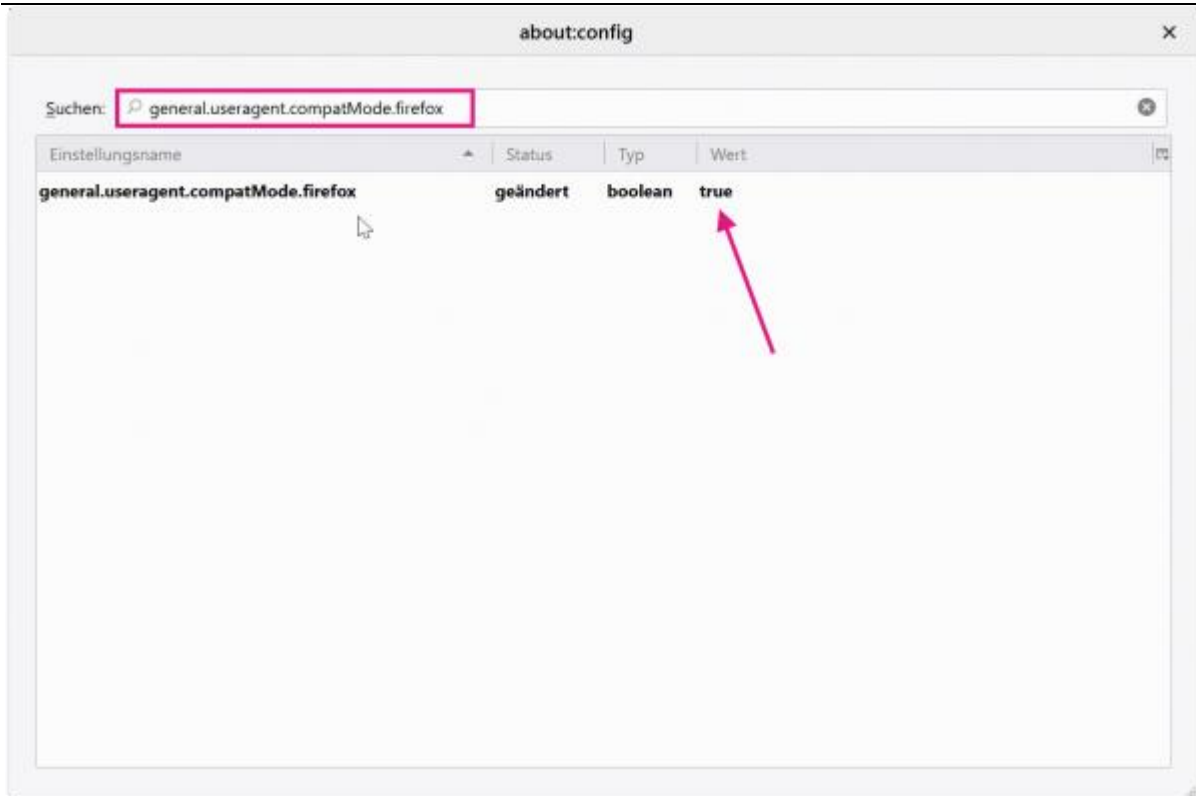 about:config
Suchen: general.useragent.compatMode.firefox
Einstellungsname Status Typ Wert
general.useragent.compatMode.firefox geändert boolean true